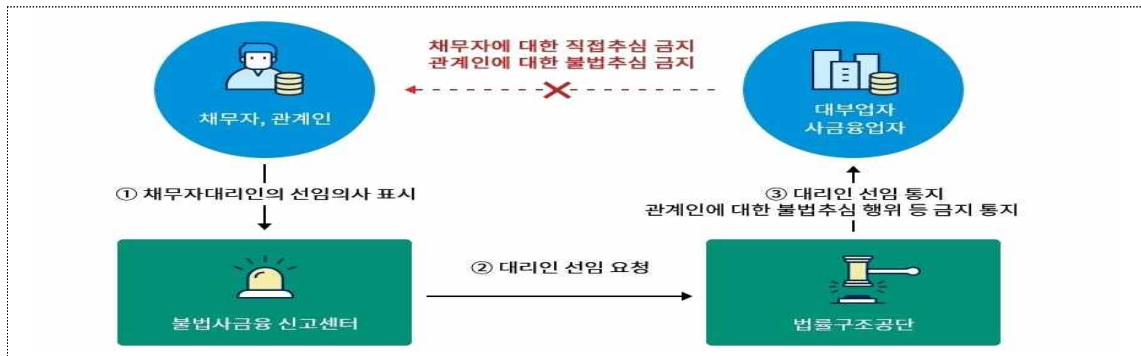 채무자에 대한 직접추심 금지
관계인에 대한 불법추심 금지
채무자, 관계인
대부업자
사금융업자
① 채무자대리인의 선임의사 표시
③ 대리인 선임 통지
관계인에 대한 불법추심 행위 등 금지 통지
② 대리인 선임 요청
불법사금융 신고센터
법률구조공단